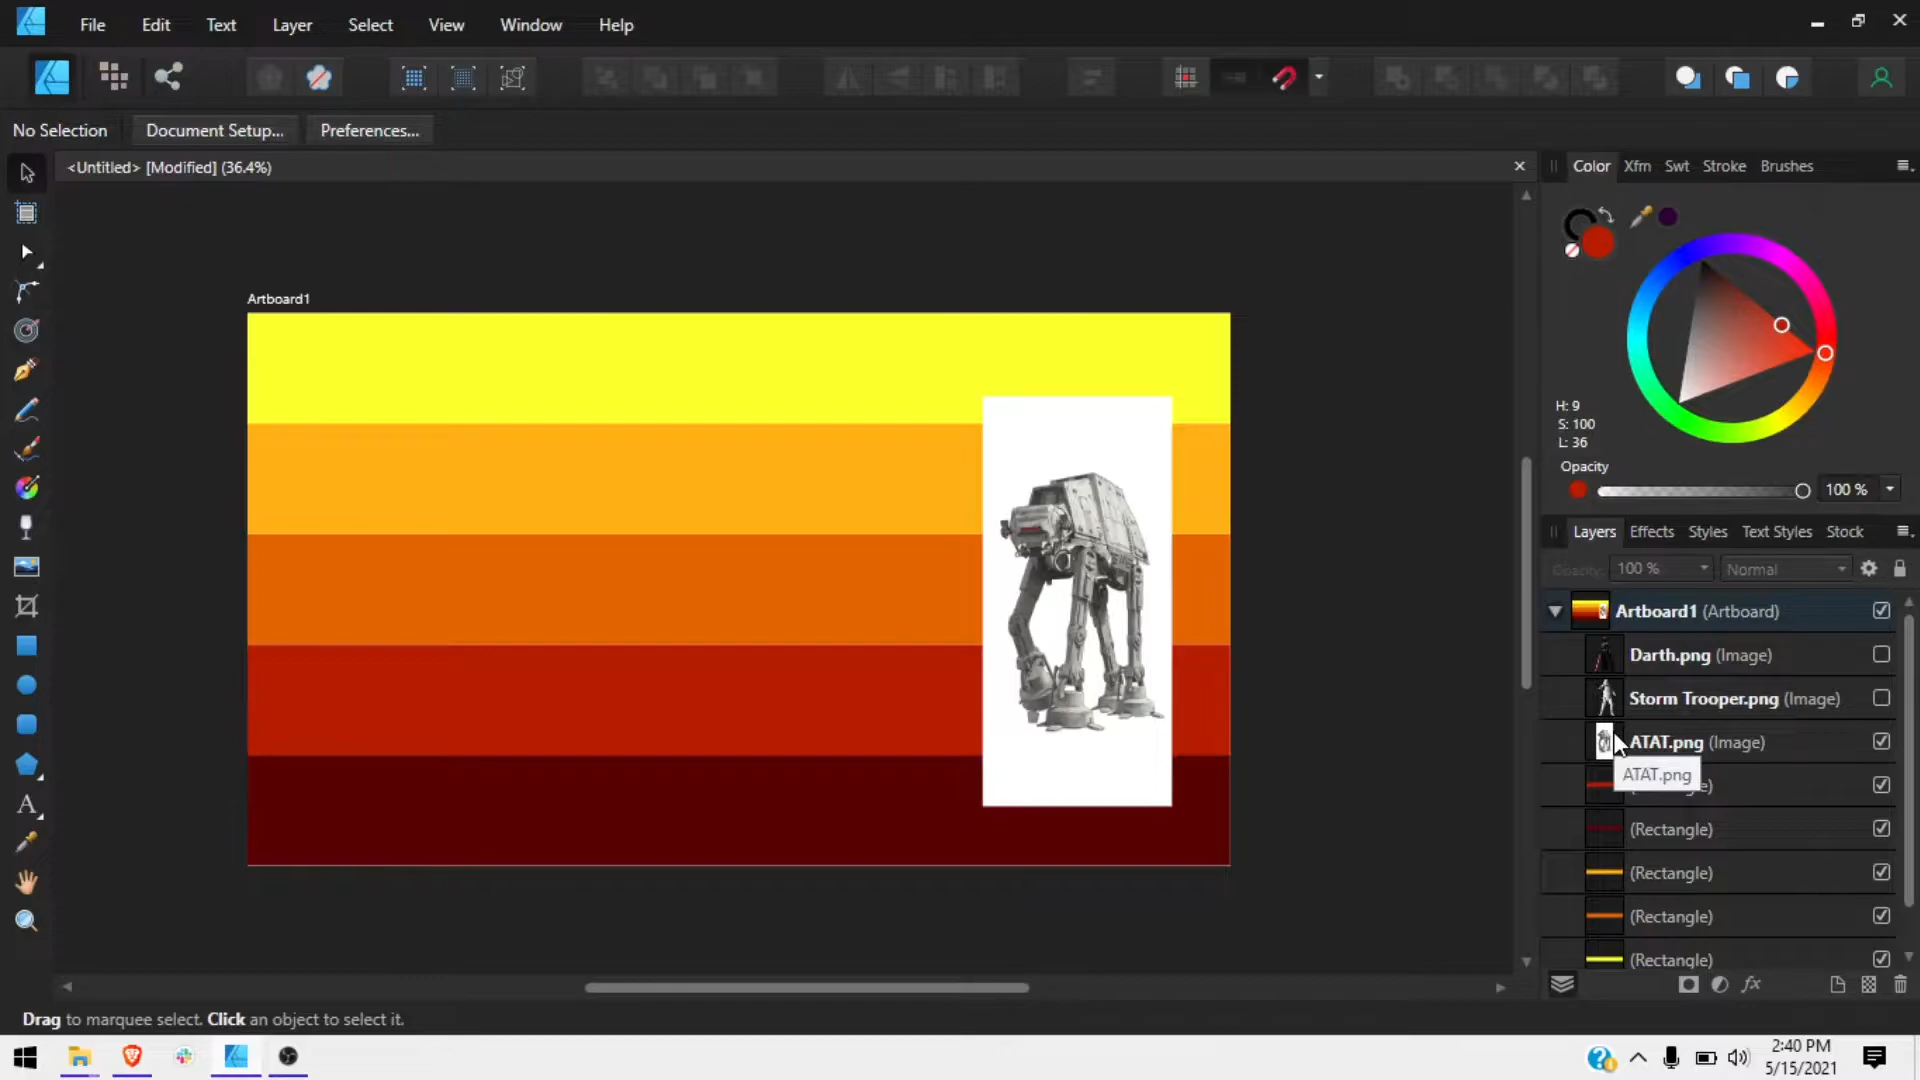 File Edit Text Layer Select View Window Help
No Selection Document Setup... Preferences...
<Untitled> [Modified] (36.4%)
Color Xfm Swt Stroke Brushes
Artboard1
H: 9
S: 100
L: 36
Opacity
100 %
Layers Effects Styles Text Styles Stock
Opacity: 100 % Normal
Artboard1 (Artboard)
Darth.png (Image)
Storm Trooper.png (Image)
ATAT.png (Image)
ATAT.png
(Rectangle)
(Rectangle)
(Rectangle)
(Rectangle)
Drag to marquee select. Click an object to select it.
2:40 PM
5/15/2021